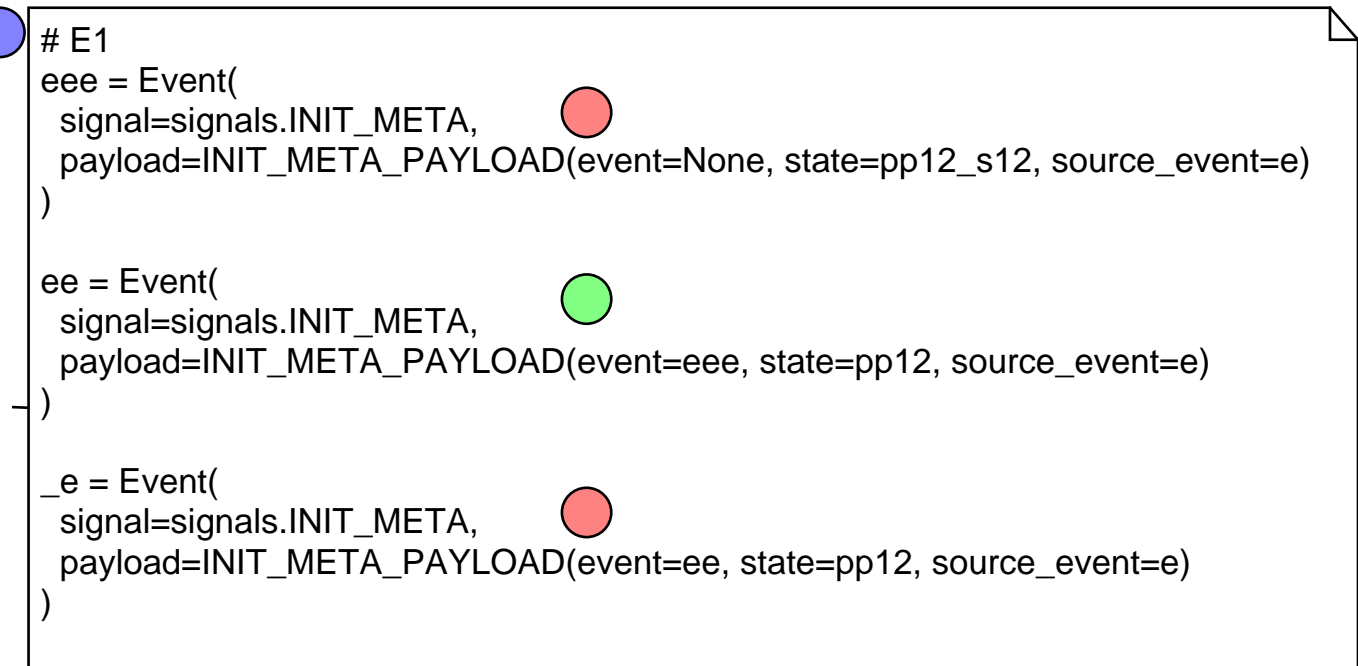 # E1
eee = Event(
signal=signals.INIT_META,
payload=INIT_META_PAYLOAD(event=None, state=pp12_s12, source_event=e)
)
ee = Event(
signal=signals.INIT_META,
payload=INIT_META_PAYLOAD(event=eee, state=pp12, source_event=e)
)
_e = Event(
signal=signals.INIT_META,
payload=INIT_META_PAYLOAD(event=ee, state=pp12, source_event=e)
)